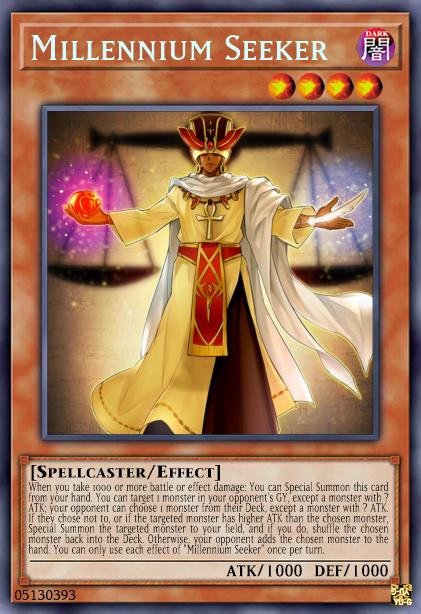 Millennium Seeker
DARK
闇
[Spellcaster/Effect]
When you take 1000 or more battle or effect damage: You can Special Summon this card
from your hand. You can target 1 monster in your opponent's GY, except a monster with ?
ATK; your opponent can choose 1 monster from their Deck, except a monster with ? ATK.
If they chose not to, or if the targeted monster has higher ATK than the chosen monster,
Special Summon the targeted monster to your field, and if you do, shuffle the chosen
monster back into the Deck. Otherwise, your opponent adds the chosen monster to the
hand. You can only use each effect of "Millennium Seeker" once per turn.
ATK/1000 DEF/1000
05130393